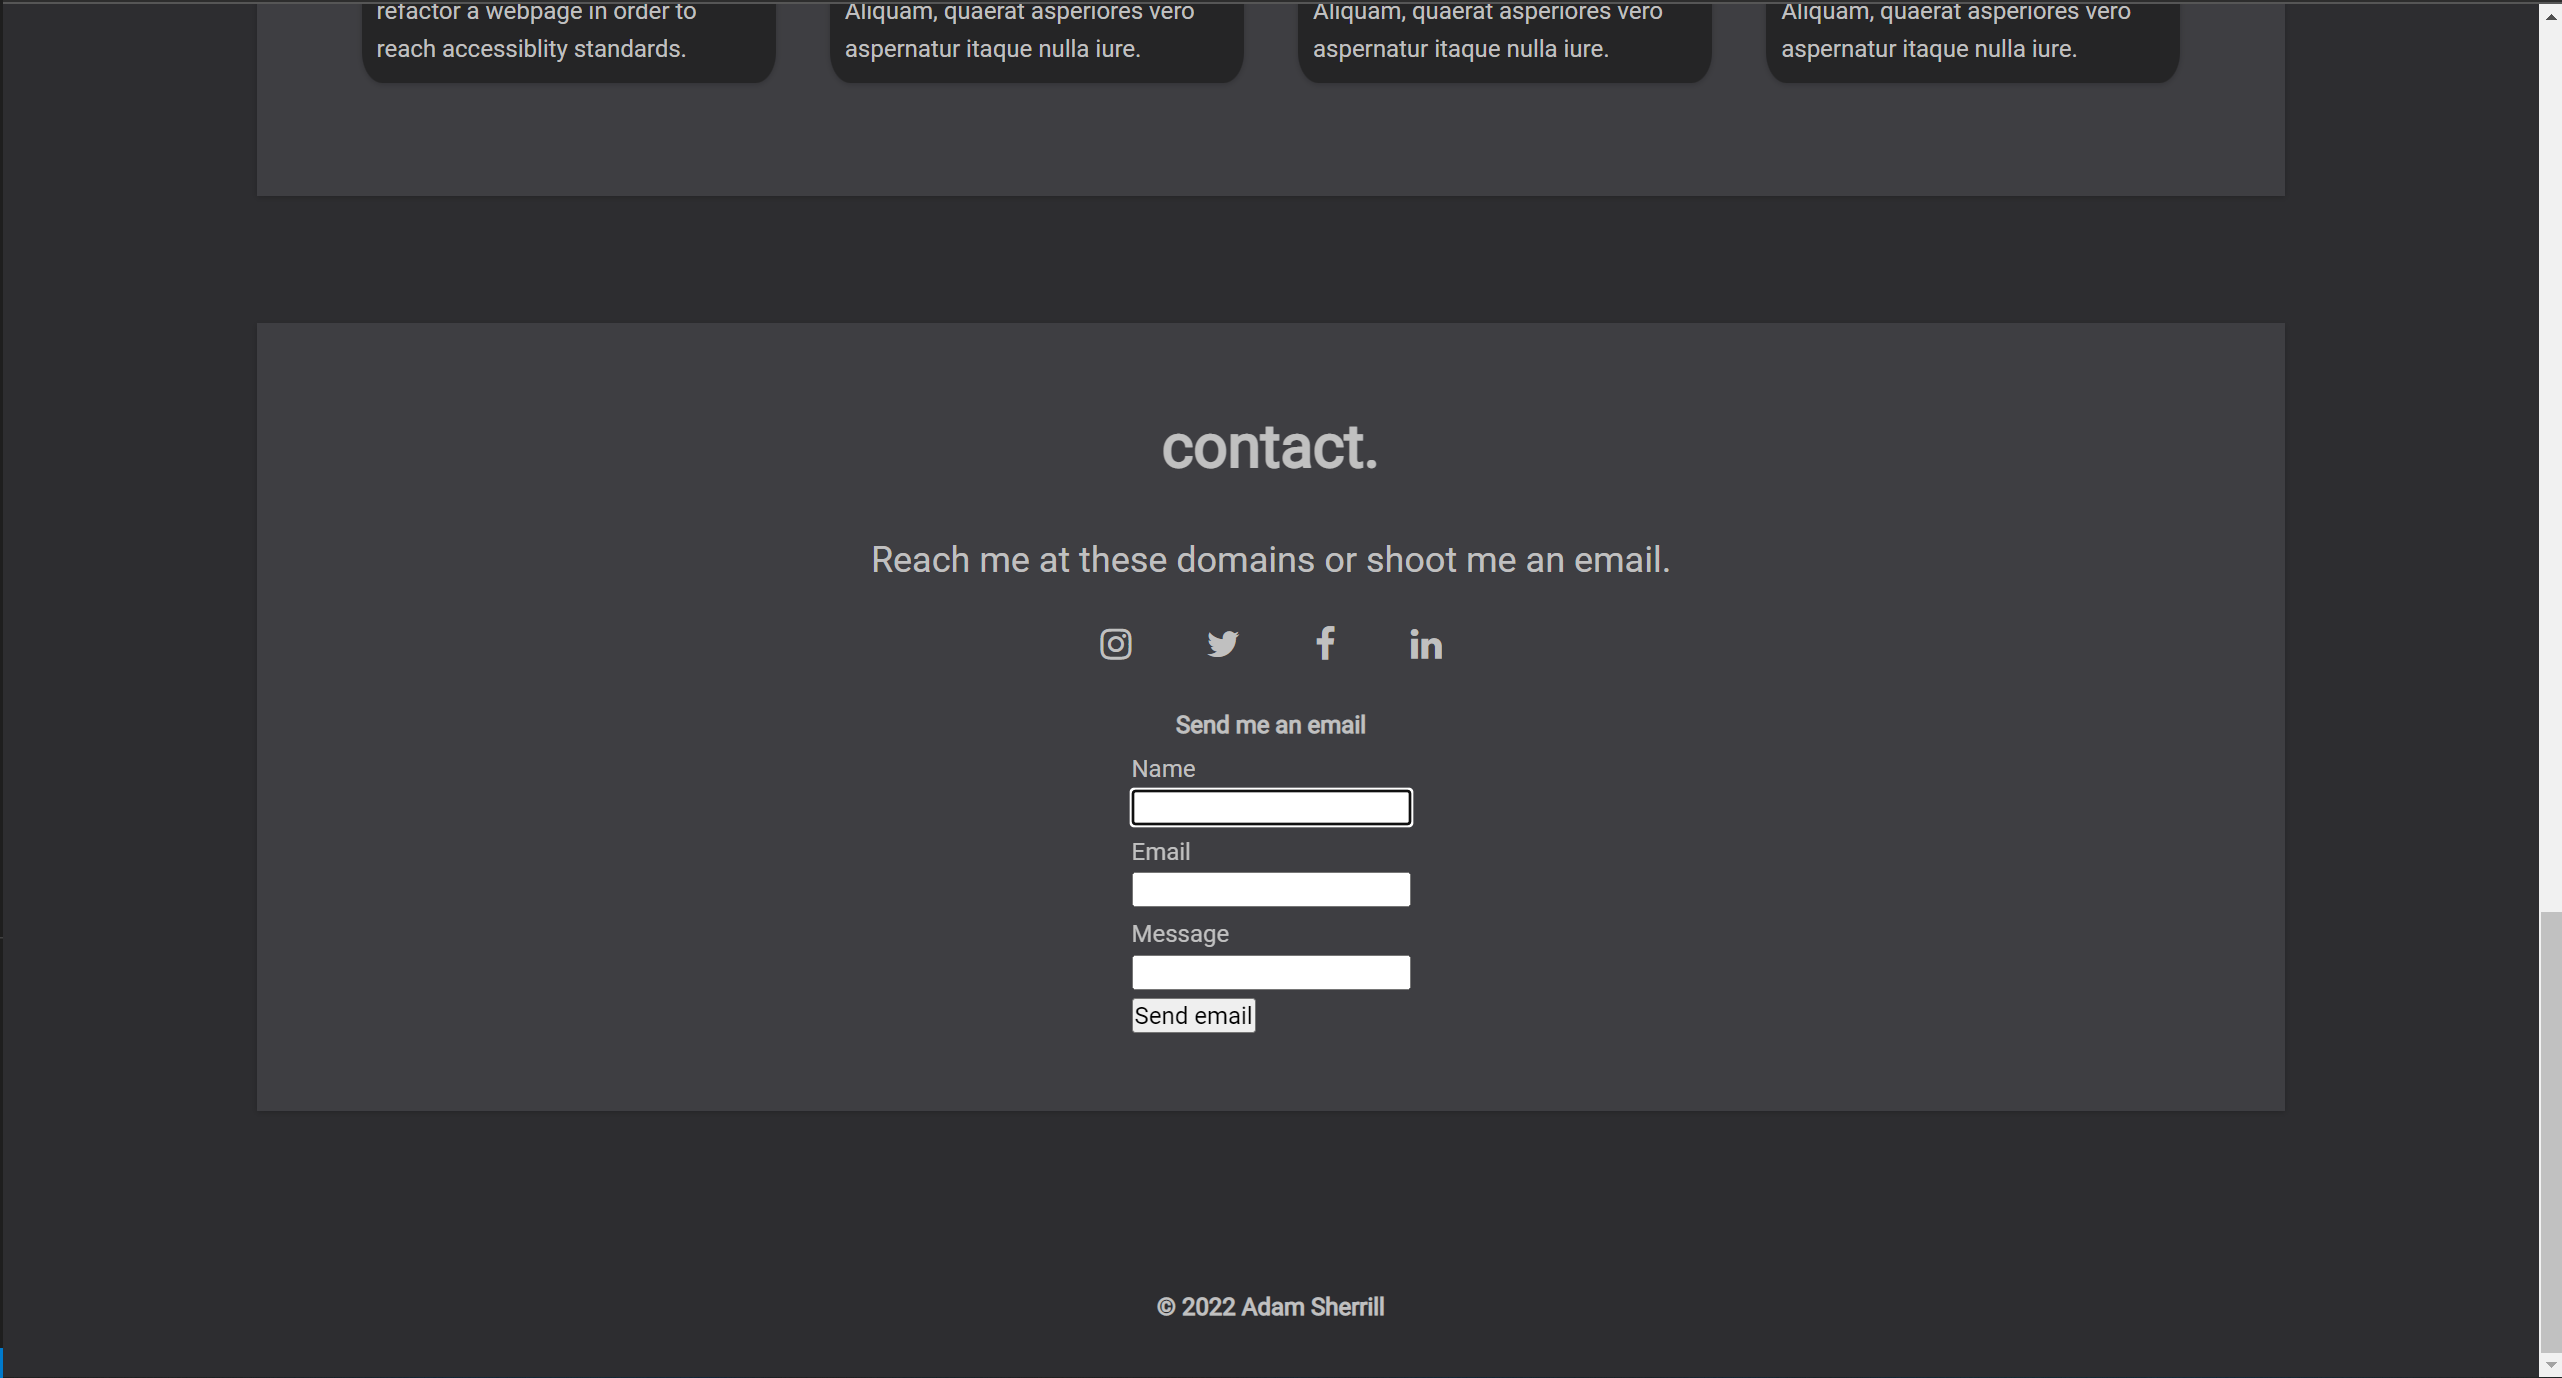 refactor a webpage in order to
reach accessiblity standards.
Aliquam, quaerat asperiores vero
aspernatur itaque nulla iure.
Aliquam, quaerat asperiores vero
aspernatur itaque nulla iure.
Aliquam, quaerat asperiores vero
aspernatur itaque nulla iure.
contact.
Reach me at these domains or shoot me an email.
Send me an email
Name
Email
Message
Send email
© 2022 Adam Sherrill